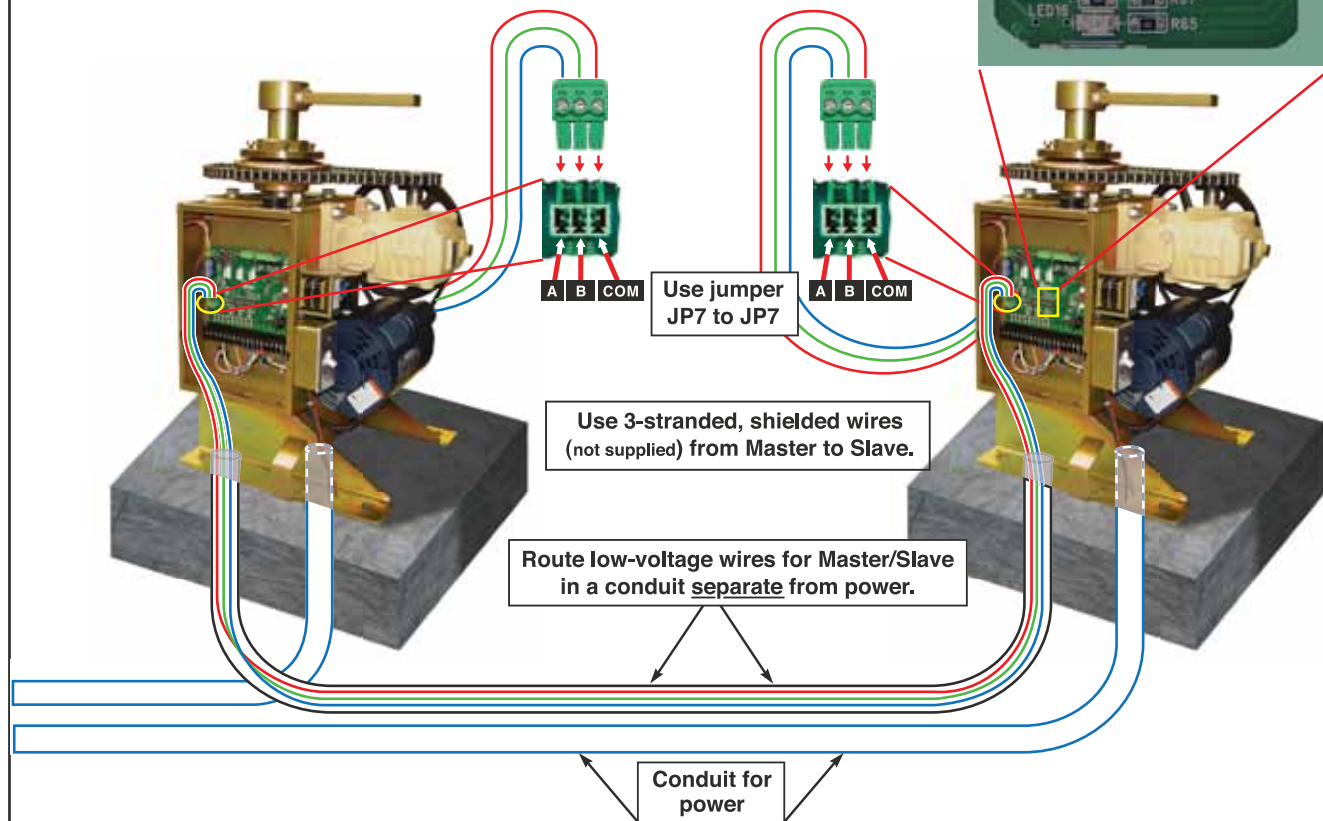 R67
LED16
R65
A B COM
A B COM
Use jumper
JP7 to JP7
Use 3-stranded, shielded wires
(not supplied) from Master to Slave.
Route low-voltage wires for Master/Slave
in a conduit separate from power.
Conduit for
power